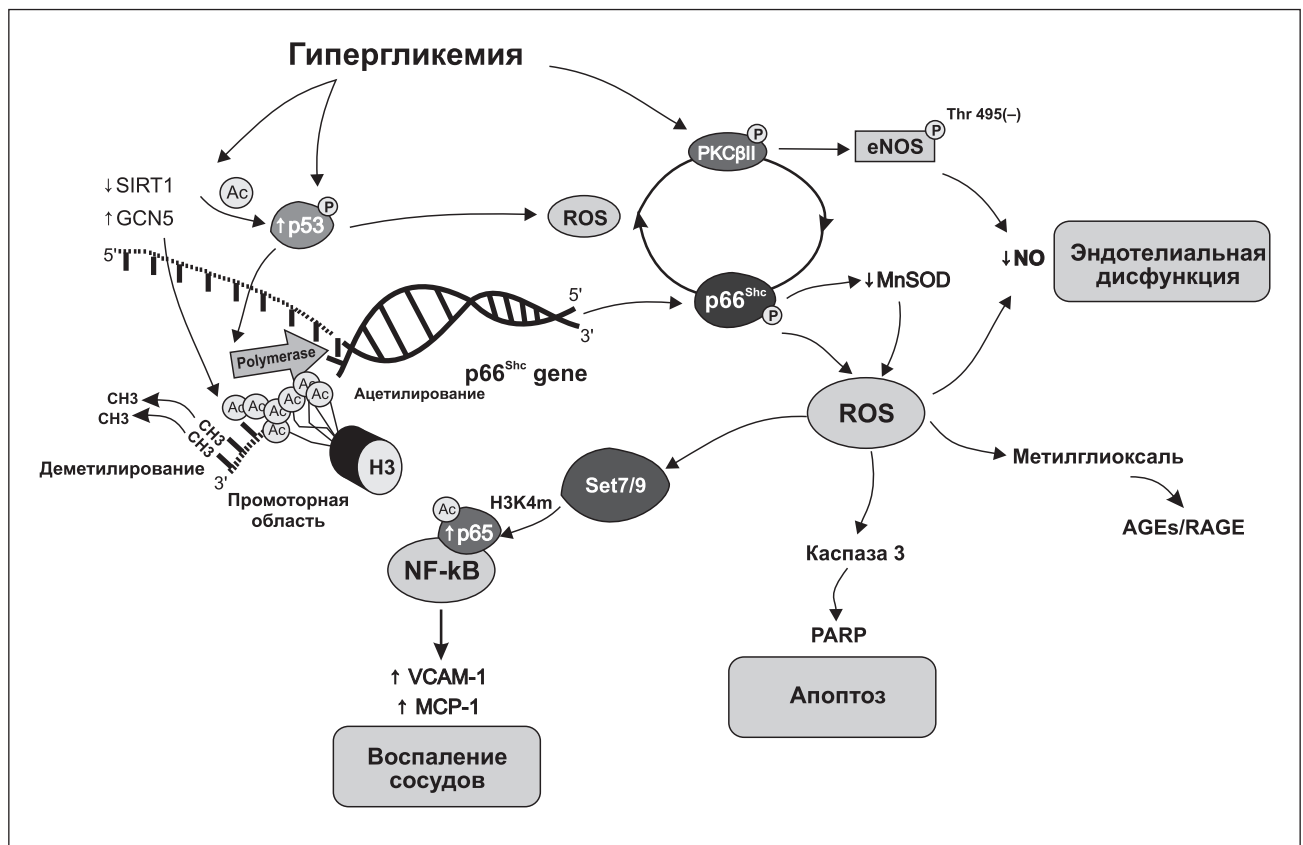 Гипергликемия
Thr 495(–)
P
P
PKCβII
eNOS
↓SIRT1
Ac
↑GCN5
P
↑p53
ROS
5'
↓NO
Эндотелиальная
дисфункция
p66Shc
P
↓MnSOD
5'
3'
Polymerase
p66Shc gene
Ацетилирование
Ac
Ac
Ac
Ac
Ac
Ac
Ac
CH3
CH3
CH3
CH3
Деметилирование
3'
H3
Промоторная
область
ROS
Метилглиоксаль
AGEs/RAGE
Set7/9
H3K4m
Ac
↑p65
NF-kB
Каспаза 3
PARP
Апоптоз
↑ VCAM-1
↑ MCP-1
Воспаление
сосудов